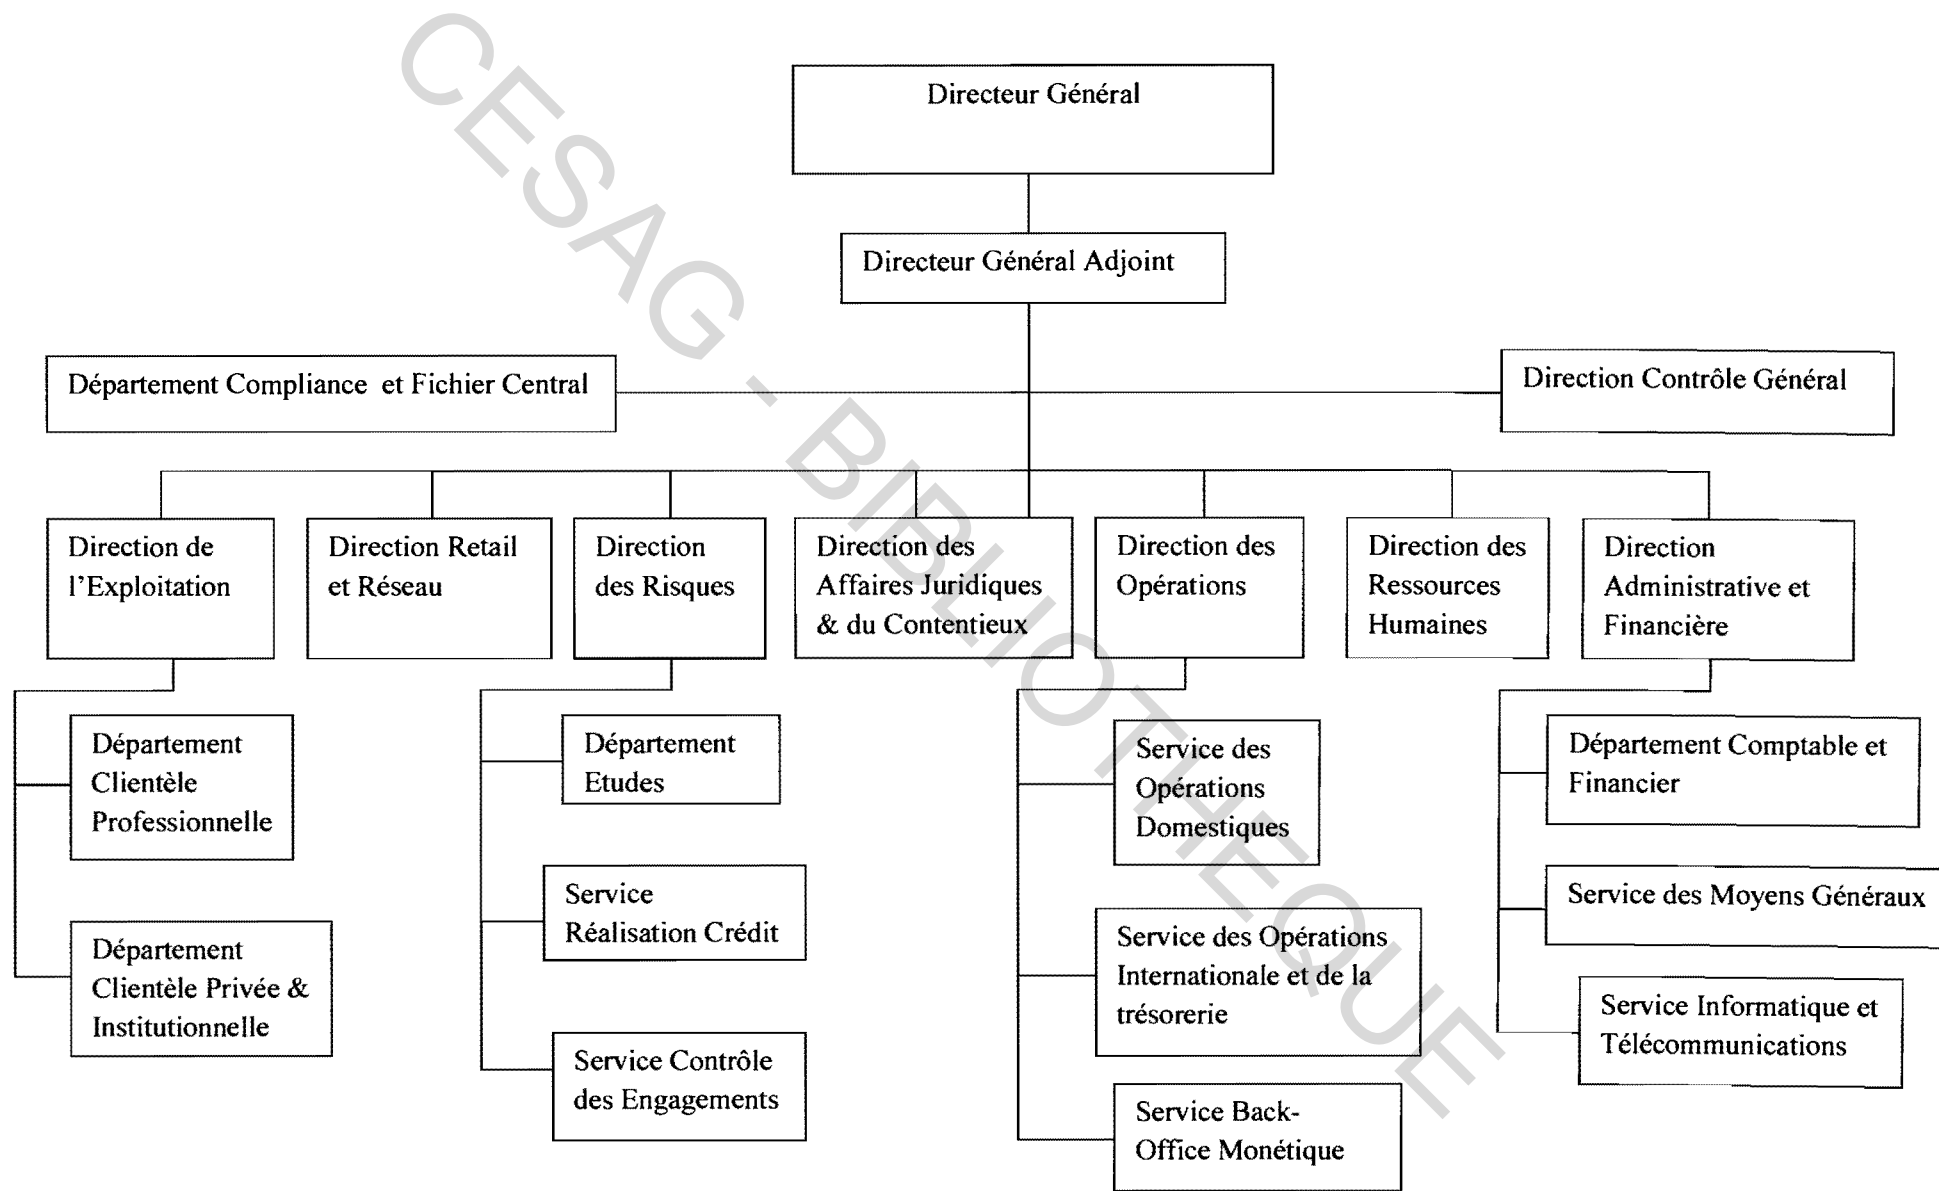 Directeur Général
Directeur Général Adjoint
Département Compliance et Fichier Central
Direction Contrôle Général
Direction de
l'Exploitation
Direction Retail
et Réseau
Direction
des Risques
Direction des
Affaires Juridiques
& du Contentieux
Direction des
Opérations
Direction des
Ressources
Humaines
Direction
Administrative et
Financière
Département
Clientèle
Professionnelle
Département
Clientèle Privée &
Institutionnelle
Département
Etudes
Service
Réalisation Crédit
Service Contrôle
des Engagements
Service des
Opérations
Domestiques
Service des Opérations
Internationale et de la
trésorerie
Service Back-
Office Monétique
Département Comptable et
Financier
Service des Moyens Généraux
Service Informatique et
Télécommunications
CESAG - BIBLIOTHEQUE